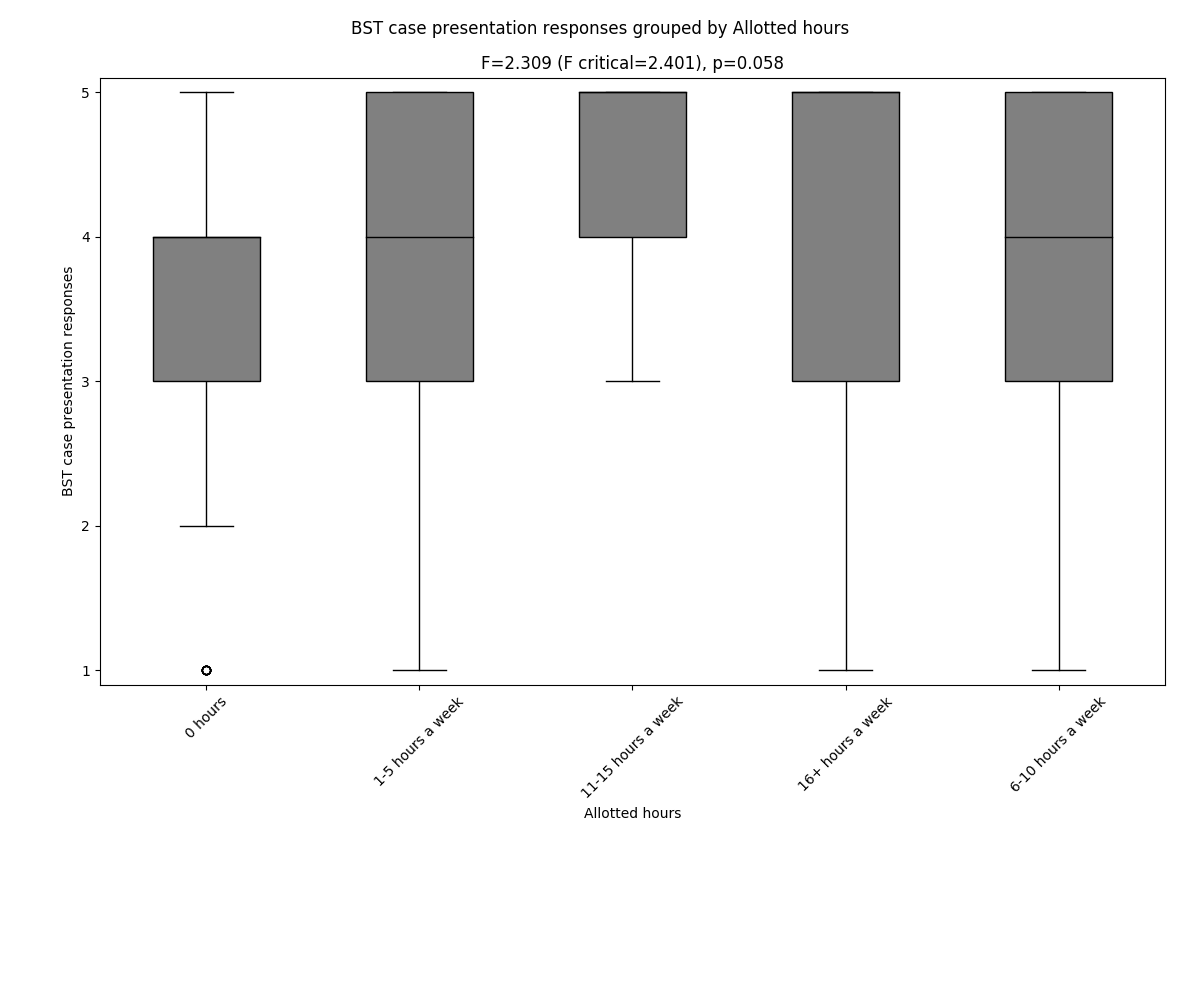 BST case presentation responses grouped by Allotted hours
F=2.309 (F critical=2.401), p=0.058
BST case presentation responses
5
4
3
2
1
0 hours
1-5 hours a week
11-15 hours a week
16+ hours a week
6-10 hours a week
Allotted hours